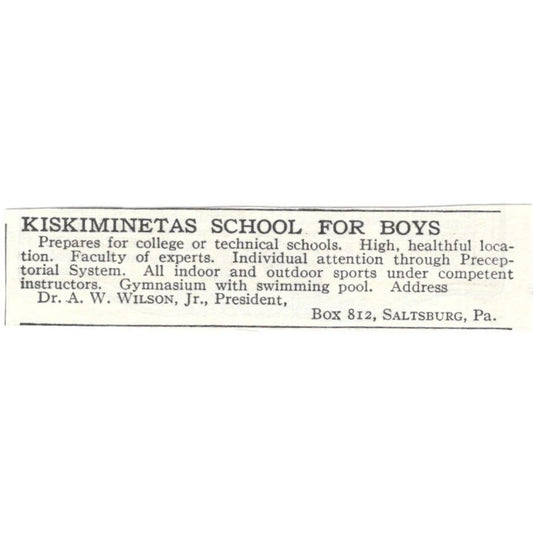 KISKIMINETAS SCHOOL FOR BOYS
Prepares for college or technical schools. High, healthful loca-
tion. Faculty of experts. Individual attention through Precep-
torial System. All indoor and outdoor sports under competent
instructors. Gymnasium with swimming pool. Address
Dr. A. W. WILSON, Jr., President,
Box 812, SALTSBURG, Pa.